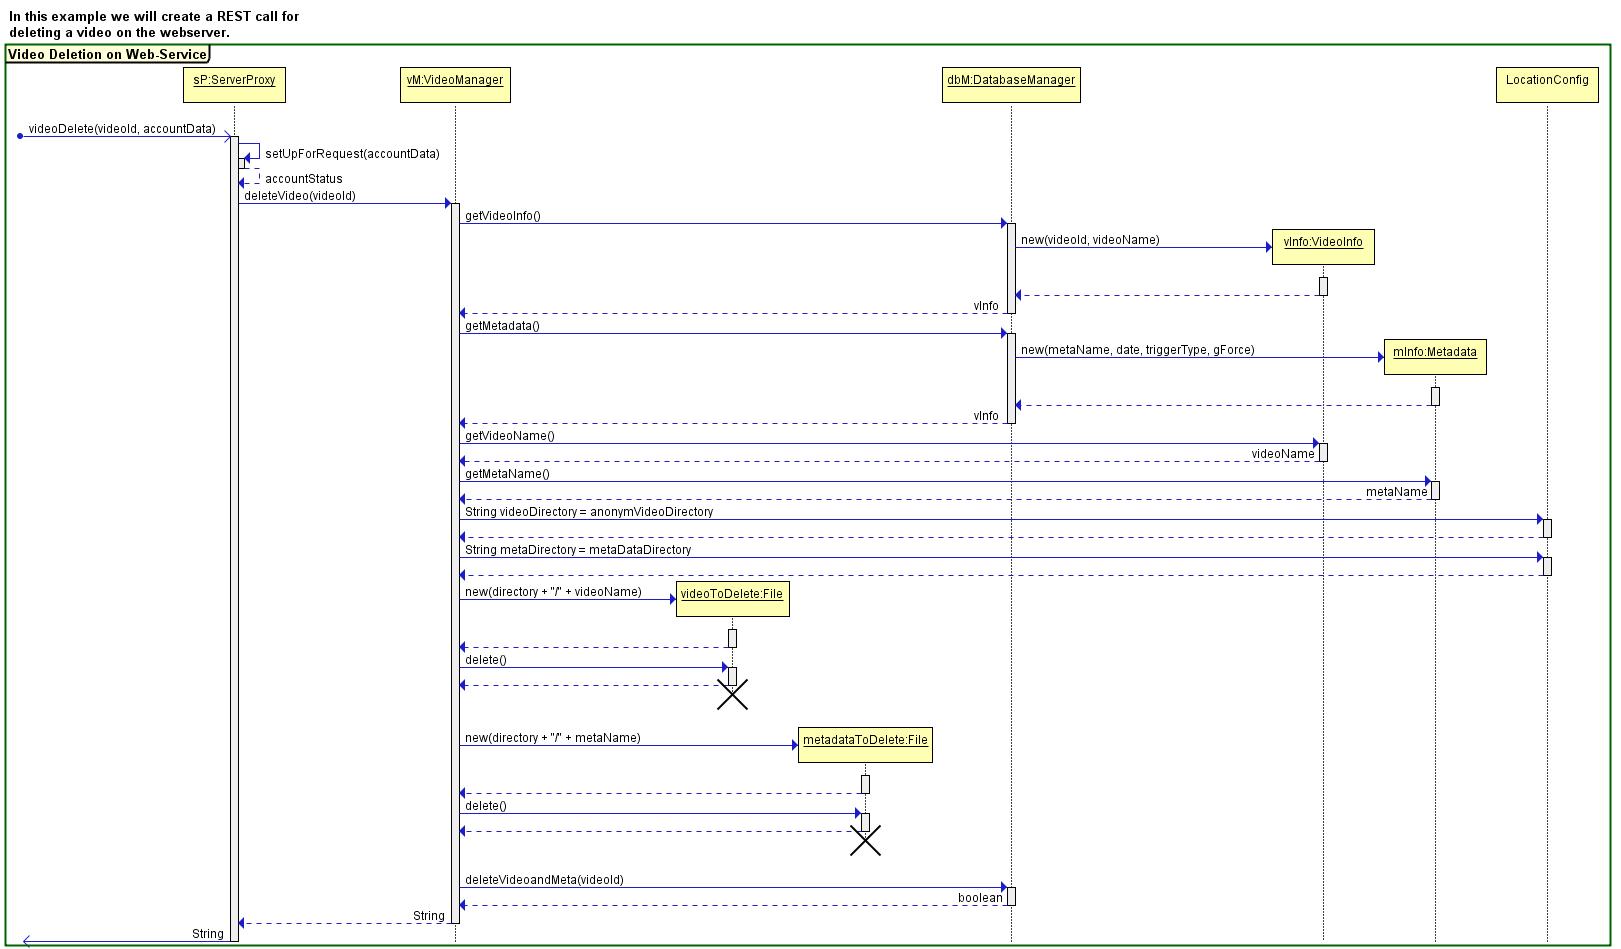 In this example we will create a REST call for
deleting a video on the webserver.
Video Deletion on Web-Service
sP:ServerProxy
vM:VideoManager
dbM:DatabaseManager
LocationConfig
videoDelete(videoId, accountData)
setUpForRequest(accountData)
accountStatus
deleteVideo(videoId)
getVideoInfo()
new(videoId, videoName)
vInfo:VideoInfo
vInfo
getMetadata()
new(metaName, date, triggerType, gForce)
mInfo:Metadata
vInfo
getVideoName()
videoName
getMetaName()
metaName
String videoDirectory = anonymVideoDirectory
String metaDirectory = metaDataDirectory
new(directory + "/" + videoName)
videoToDelete:File
delete()
new(directory + "/" + metaName)
metadataToDelete:File
delete()
deleteVideoandMeta(videoId)
boolean
String
String